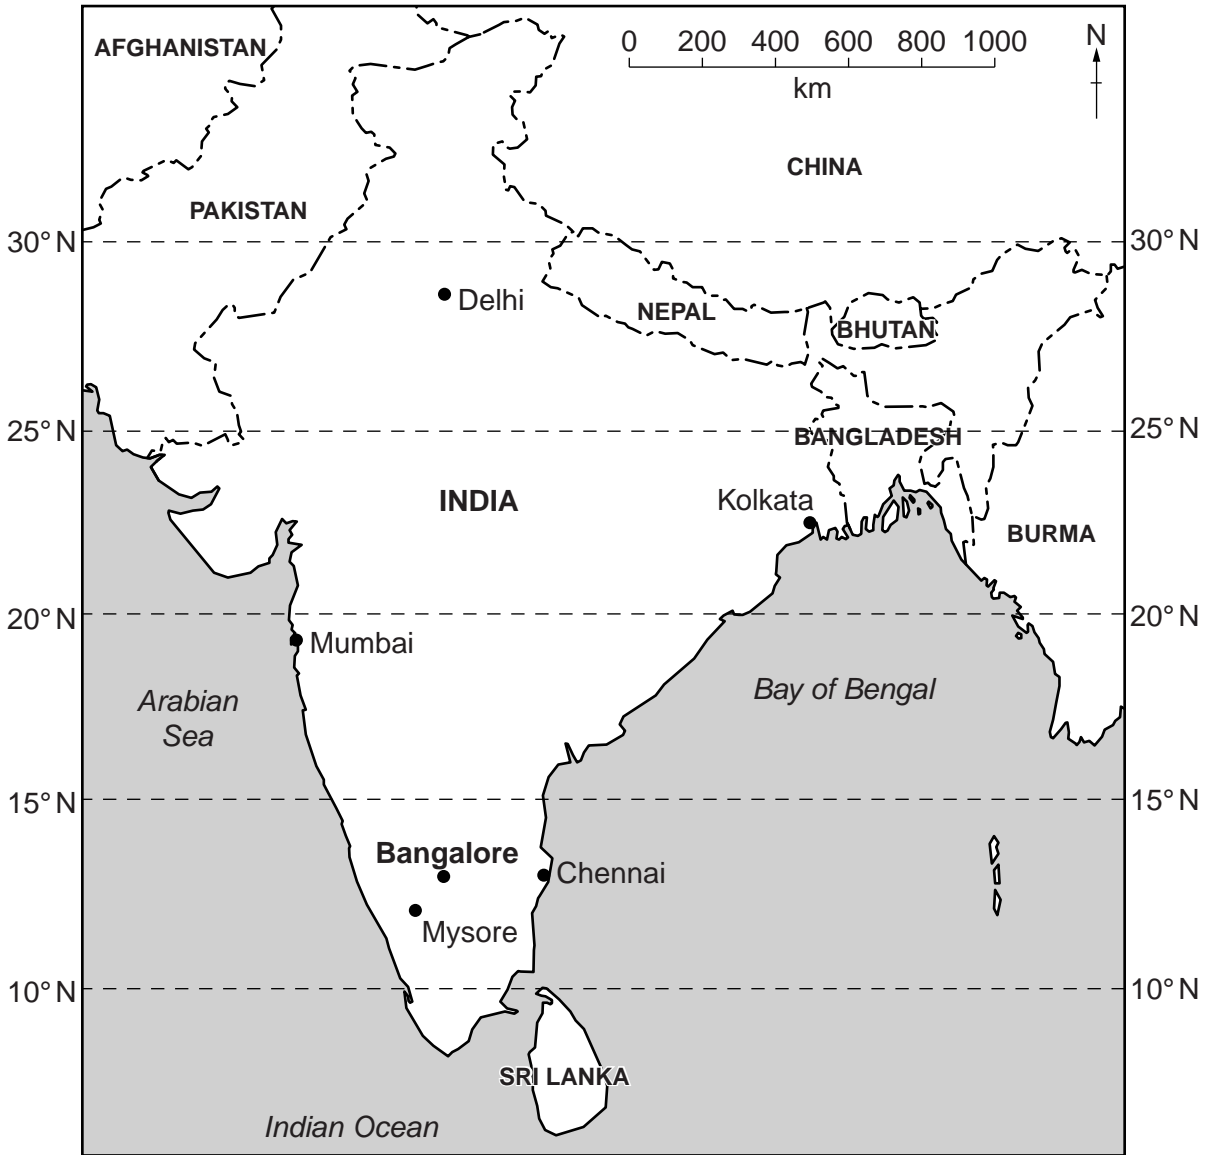 AFGHANISTAN
0 200 400 600 800 1000
km
N
CHINA
PAKISTAN
30° N
30° N
Delhi
NEPAL
BHUTAN
25° N
25° N
BANGLADESH
INDIA
Kolkata
BURMA
20° N
20° N
Mumbai
Arabian
Sea
Bay of Bengal
15° N
15° N
Bangalore
Chennai
Mysore
10° N
10° N
SRI LANKA
Indian Ocean